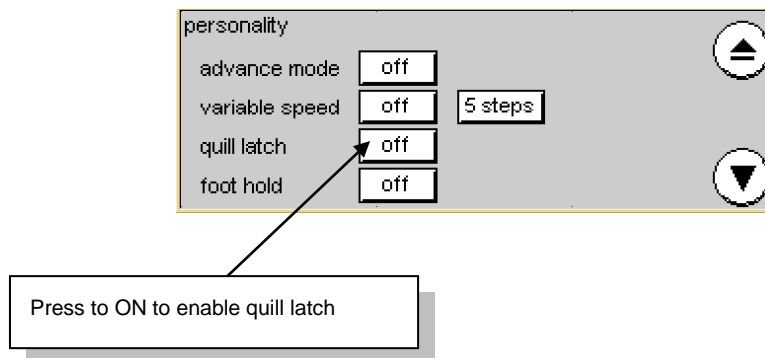 personality
advance mode off
variable speed off 5 steps
quill latch off
foot hold off
Press to ON to enable quill latch